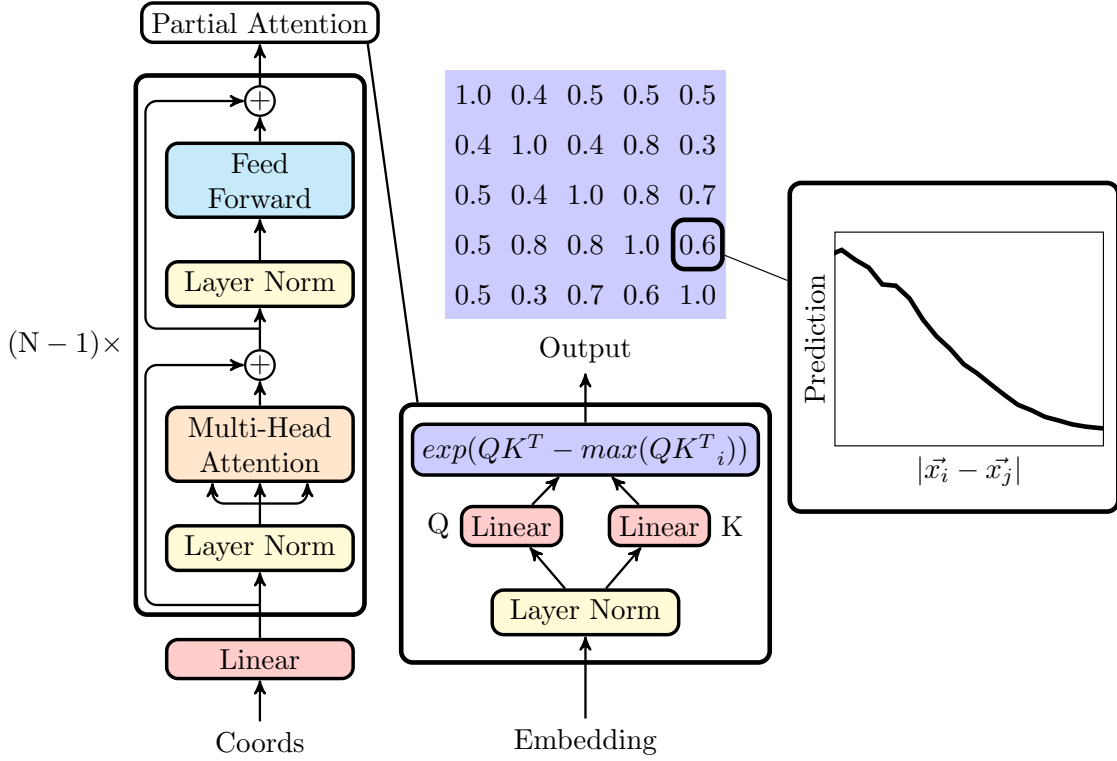 Partial Attention
+
Feed
Forward
Layer Norm
(N − 1)×
+
Multi-Head
Attention
Layer Norm
Linear
Coords
1.0 0.4 0.5 0.5 0.5
0.4 1.0 0.4 0.8 0.3
0.5 0.4 1.0 0.8 0.7
0.5 0.8 0.8 1.0 0.6
0.5 0.3 0.7 0.6 1.0
Output
exp(QK^T − max(QK^T_i))
Q Linear Linear K
Layer Norm
Embedding
Prediction
|x⃗_i − x⃗_j|